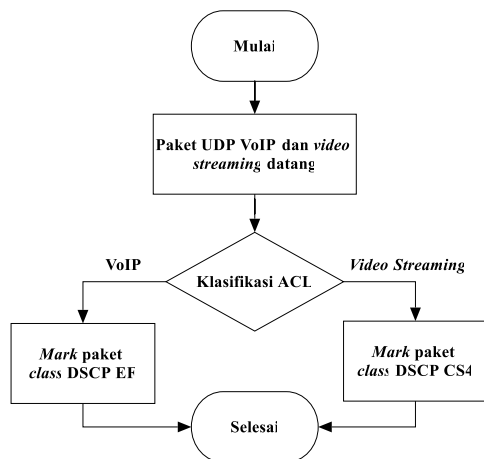 Mulai
Paket UDP VoIP dan video
streaming datang
VoIP
Video Streaming
Klasifikasi ACL
Mark paket
class DSCP EF
Mark paket
class DSCP CS4
Selesai